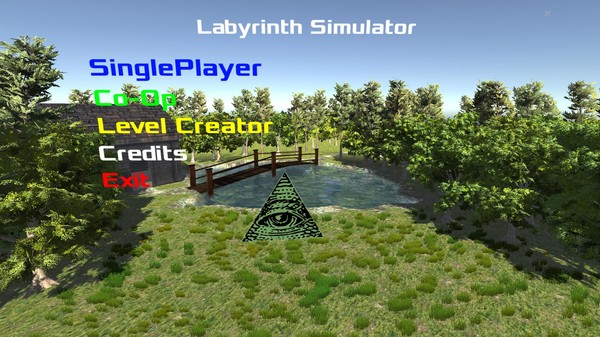 Labyrinth Simulator
SinglePlayer
Co-Op
Level Creator
Credits
Exit